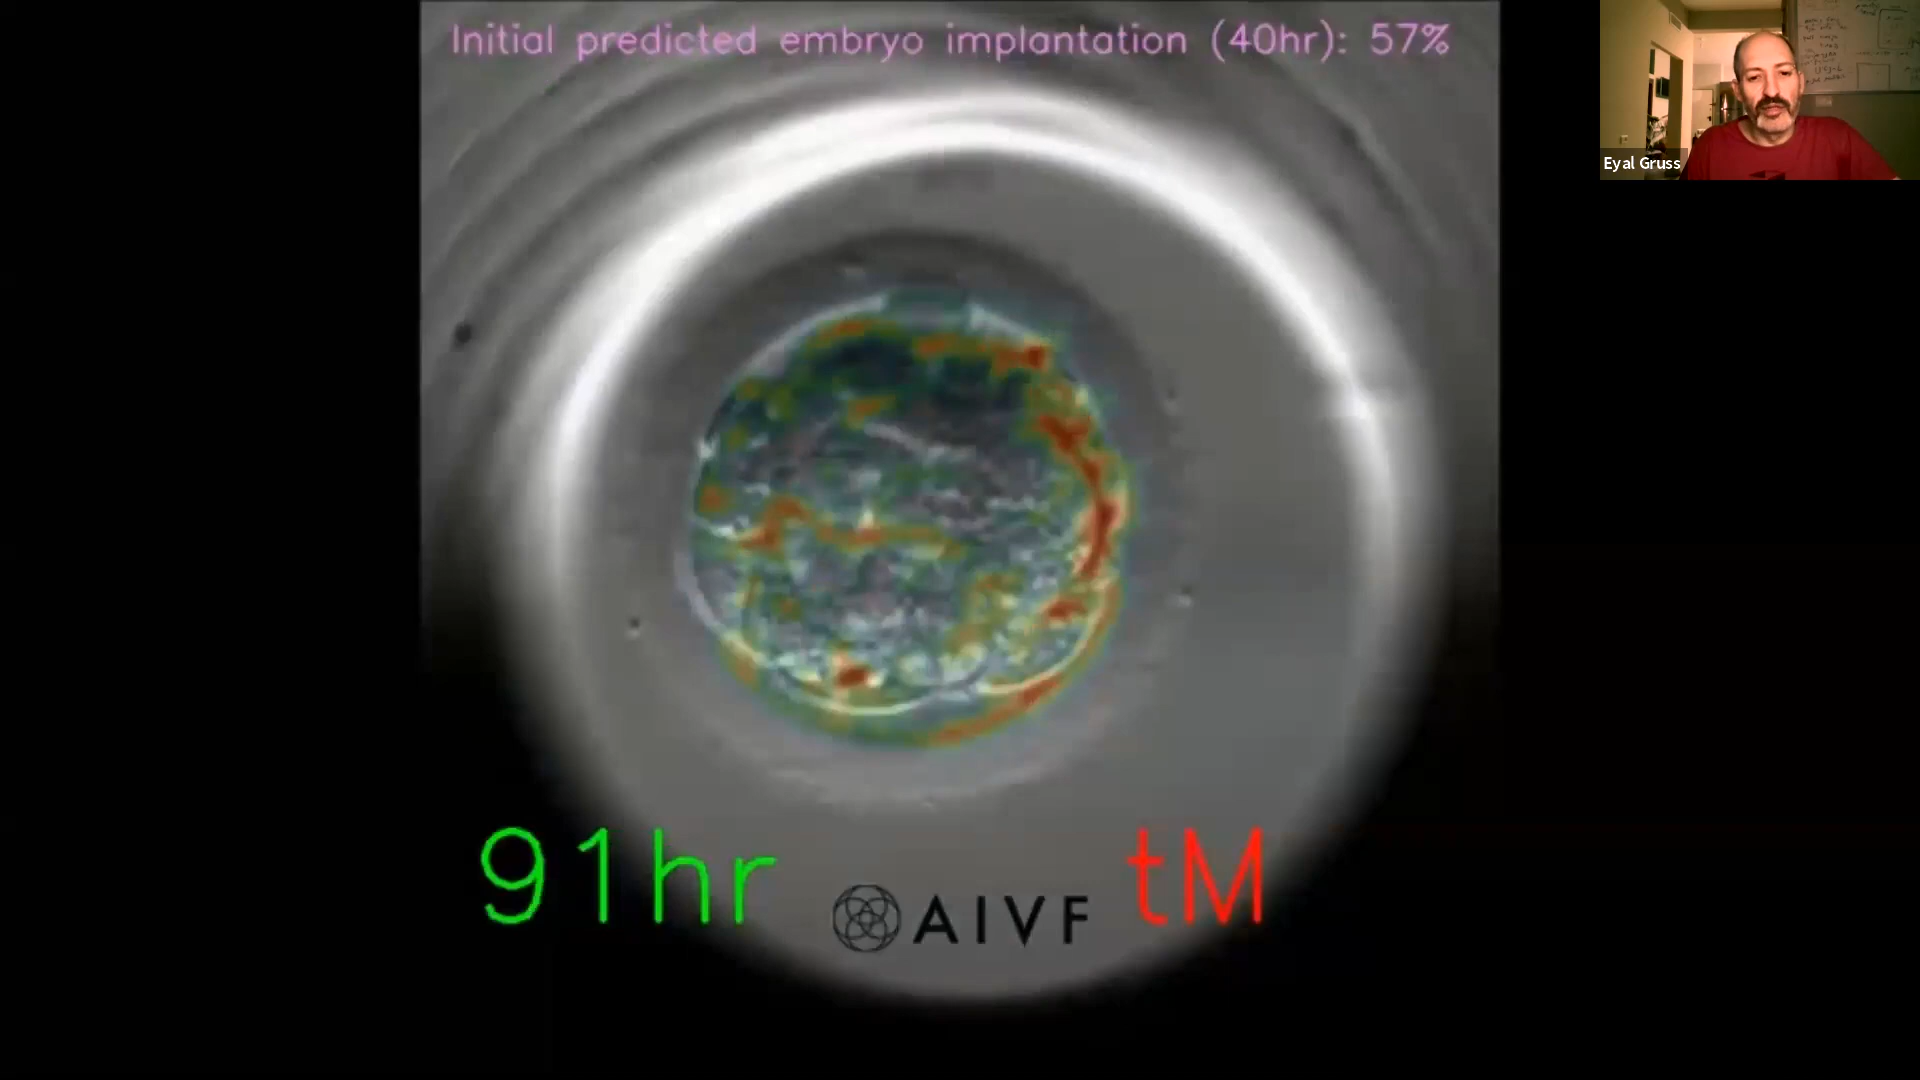 Initial predicted embryo implantation (40hr): 57%
Eyal Gruss
91hr
AIVF
tM